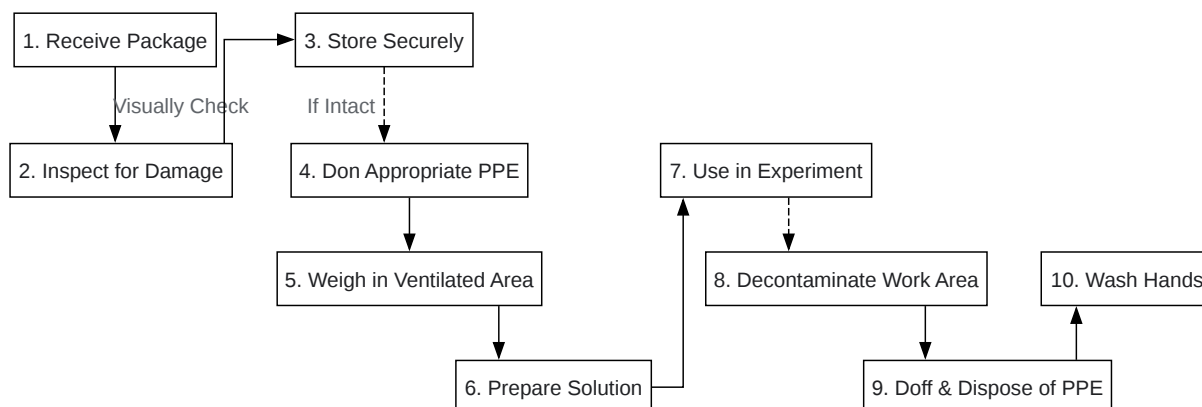 1. Receive Package
3. Store Securely
Visually Check
If Intact
2. Inspect for Damage
4. Don Appropriate PPE
7. Use in Experiment
5. Weigh in Ventilated Area
8. Decontaminate Work Area
10. Wash Hands
6. Prepare Solution
9. Doff & Dispose of PPE